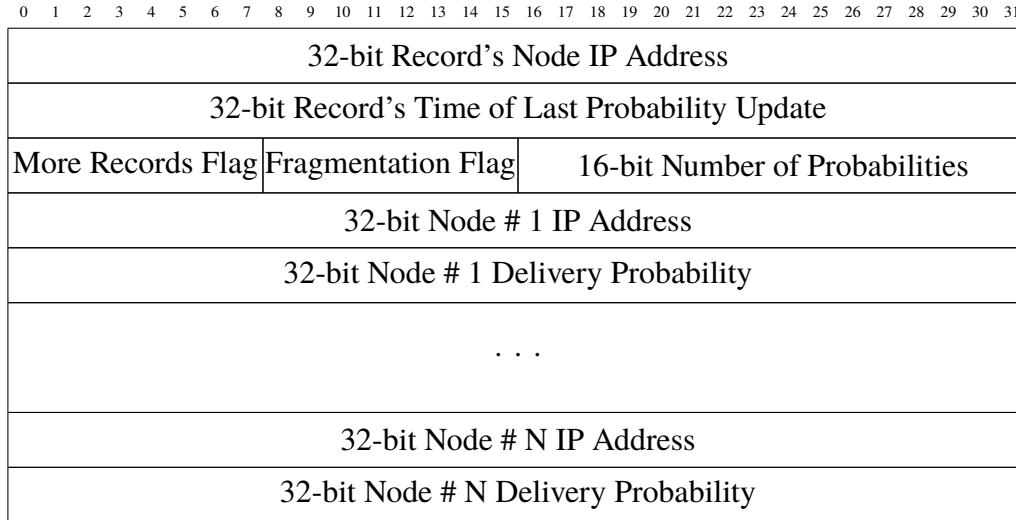 0 1 2 3 4 5 6 7 8 9 10 11 12 13 14 15 16 17 18 19 20 21 22 23 24 25 26 27 28 29 30 31
32-bit Record's Node IP Address
32-bit Record's Time of Last Probability Update
More Records Flag Fragmentation Flag 16-bit Number of Probabilities
32-bit Node # 1 IP Address
32-bit Node # 1 Delivery Probability
. . .
32-bit Node # N IP Address
32-bit Node # N Delivery Probability